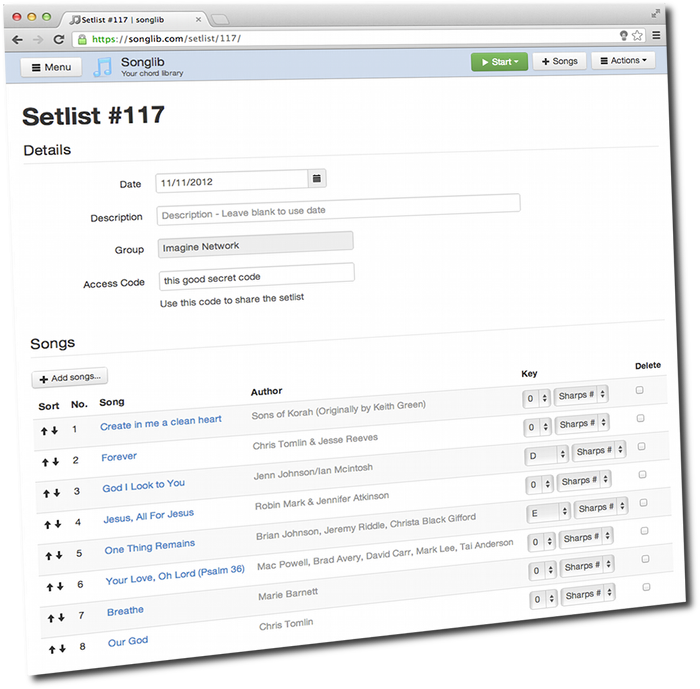 Setlist #117 | songlib
https://songlib.com/setlist/117/
Menu
Songlib
Your chord library
Start
Songs
Actions
Setlist #117
Details
Date 11/11/2012
Description Description - Leave blank to use date
Group Imagine Network
Access Code this good secret code
Use this code to share the setlist
Songs
Add songs...
Sort No. Song Author Key Delete
1 Create in me a clean heart Sons of Korah (Originally by Keith Green) 0 Sharps #
2 Forever Chris Tomlin & Jesse Reeves 0 Sharps #
3 God I Look to You Jenn Johnson/Ian Mcintosh D Sharps #
4 Jesus, All For Jesus Robin Mark & Jennifer Atkinson 0 Sharps #
5 One Thing Remains Brian Johnson, Jeremy Riddle, Christa Black Gifford E Sharps #
6 Your Love, Oh Lord (Psalm 36) Mac Powell, Brad Avery, David Carr, Mark Lee, Tai Anderson 0 Sharps #
7 Breathe Marie Barnett 0 Sharps #
8 Our God Chris Tomlin 0 Sharps #